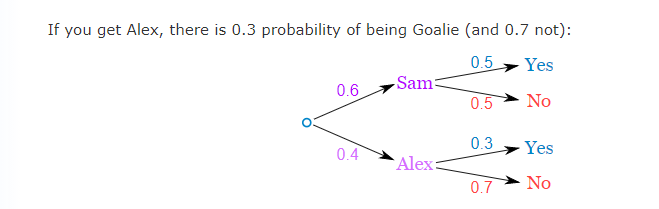 If you get Alex, there is 0.3 probability of being Goalie (and 0.7 not):
0.5 Yes
0.6 Sam
0.5 No
0.3 Yes
0.4 Alex
0.7 No